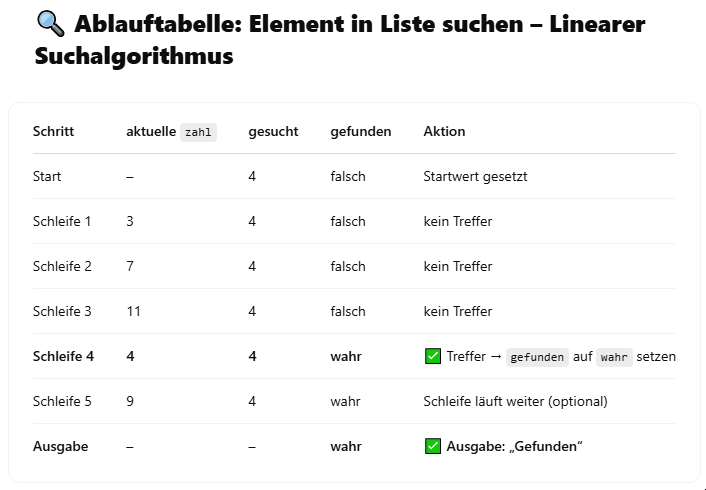 🔍 Ablauftabelle: Element in Liste suchen – Linearer
Suchalgorithmus
Schritt aktuelle zahl gesucht gefunden Aktion
Start – 4 falsch Startwert gesetzt
Schleife 1 3 4 falsch kein Treffer
Schleife 2 7 4 falsch kein Treffer
Schleife 3 11 4 falsch kein Treffer
Schleife 4 4 4 wahr ✅ Treffer → gefunden auf wahr setzen
Schleife 5 9 4 wahr Schleife läuft weiter (optional)
Ausgabe – – wahr ✅ Ausgabe: „Gefunden“